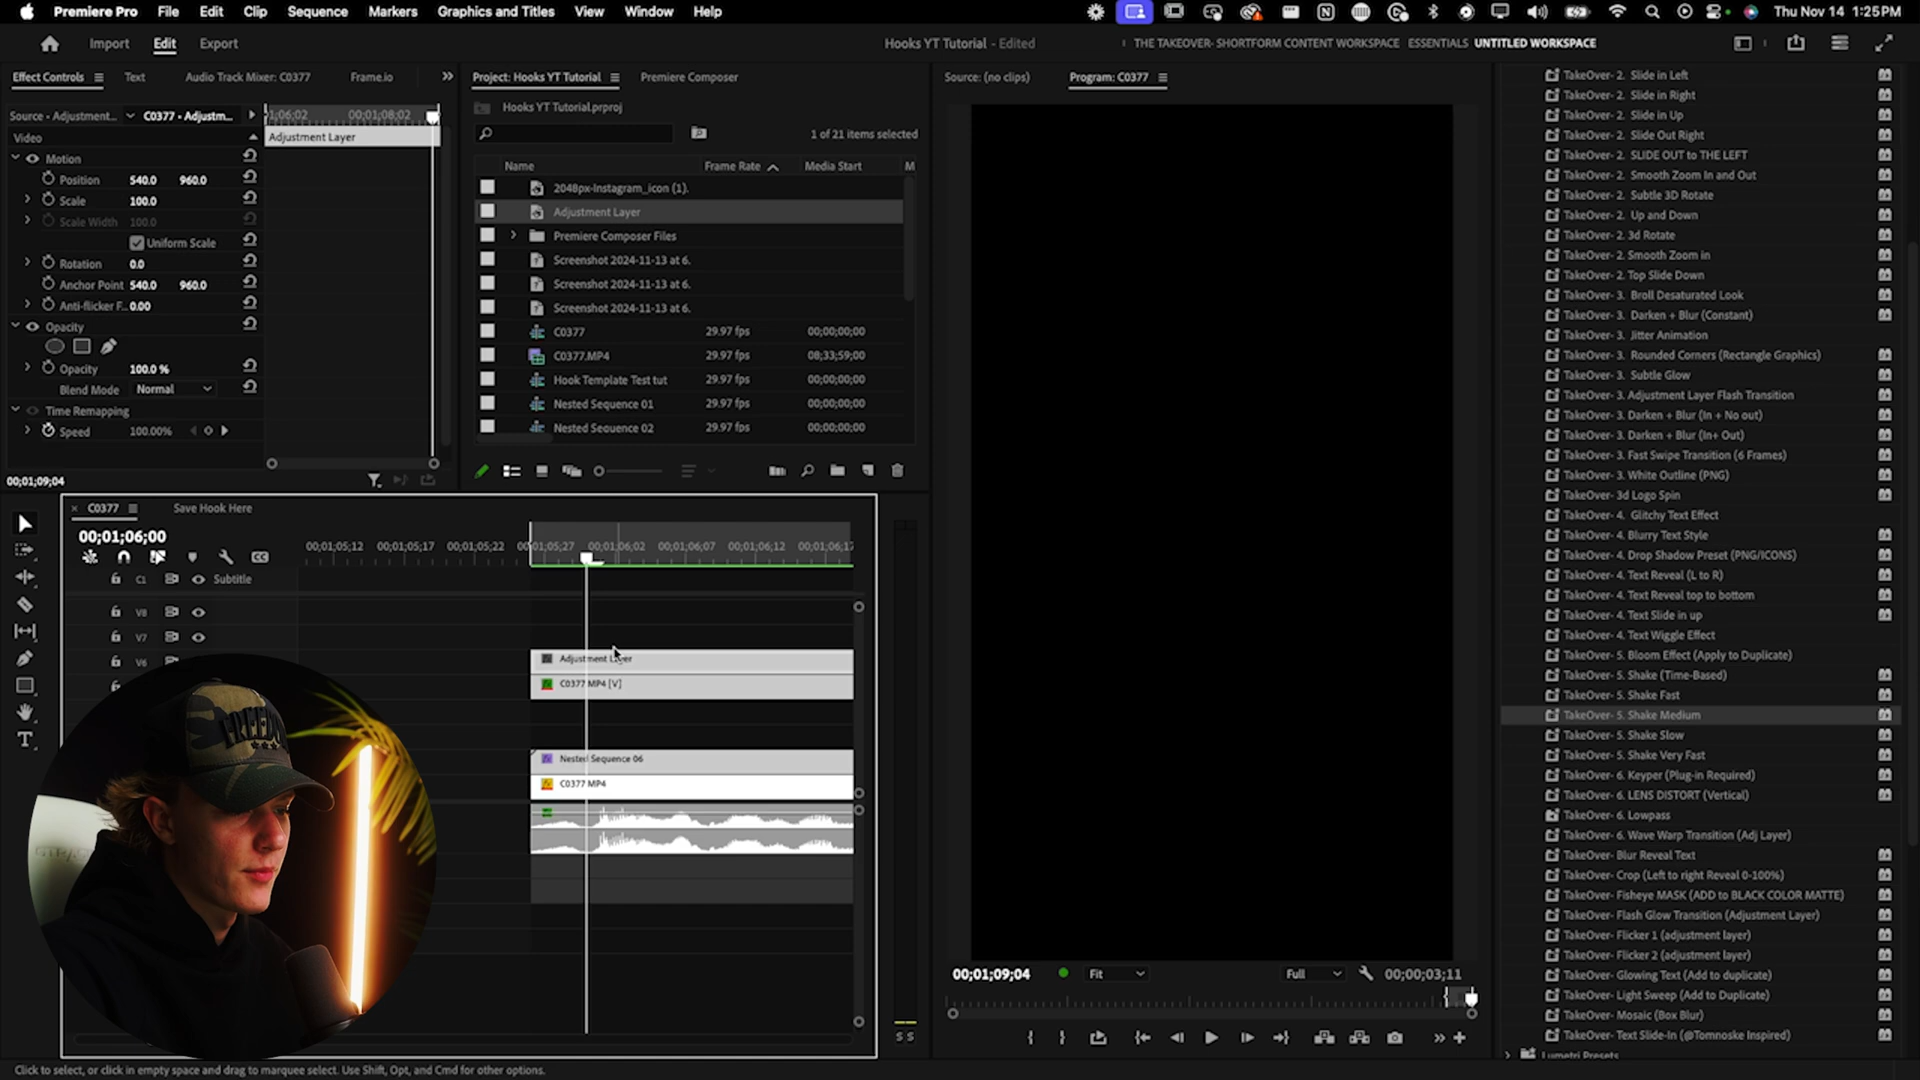 Premiere Pro File Edit Clip Sequence Markers Graphics and Titles View Window Help
Thu Nov 14 1:25PM
Import Edit Export
Hooks YT Tutorial - Edited
THE TAKEOVER- SHORTFORM CONTENT WORKSPACE ESSENTIALS UNTITLED WORKSPACE
Effect Controls Text Audio Track Mixer: C0377 Frame.io
Source - Adjustment... C0377 - Adjustm...
;1;06;02 00;01;08;02
Video
Adjustment Layer
Motion
Position 540.0 960.0
Scale 100.0
Scale Width 100.0
Uniform Scale
Rotation 0.0
Anchor Point 540.0 960.0
Anti-flicker F... 0.00
Opacity
Opacity 100.0 %
Blend Mode Normal
Time Remapping
Speed 100.00%
00;01;09;04
Project: Hooks YT Tutorial Premiere Composer
Hooks YT Tutorial.prproj
1 of 21 items selected
Name Frame Rate Media Start M
2048px-Instagram_icon (1).
Adjustment Layer
Premiere Composer Files
Screenshot 2024-11-13 at 6.
Screenshot 2024-11-13 at 6.
Screenshot 2024-11-13 at 6.
C0377 29.97 fps 00;00;00;00
C0377.MP4 29.97 fps 08;33;59;00
Hook Template Test tut 29.97 fps 00;00;00;00
Nested Sequence 01 29.97 fps 00;00;00;00
Nested Sequence 02 29.97 fps 00;00;00;00
C0377 Save Hook Here
00;01;06;00
00;01;05;12 00;01;05;17 00;01;05;22 00;01;05;27 00;01;06;02 00;01;06;07 00;01;06;12 00;01;06;17
C1 Subtitle
V8
V7
V6
Adjustment Layer
C0377 MP4 [V]
Nested Sequence 06
C0377 MP4
FREEDOM
S S
Source: (no clips) Program: C0377
00;01;09;04 Fit Full 00;00;03;11
TakeOver- 2. Slide in Left
TakeOver- 2. Slide in Right
TakeOver- 2. Slide in Up
TakeOver- 2. Slide Out Right
TakeOver- 2. SLIDE OUT to THE LEFT
TakeOver- 2. Smooth Zoom In and Out
TakeOver- 2. Subtle 3D Rotate
TakeOver- 2. Up and Down
TakeOver- 2. 3d Rotate
TakeOver- 2. Smooth Zoom in
TakeOver- 2. Top Slide Down
TakeOver- 3. Broll Desaturated Look
TakeOver- 3. Darken + Blur (Constant)
TakeOver- 3. Jitter Animation
TakeOver- 3. Rounded Corners (Rectangle Graphics)
TakeOver- 3. Subtle Glow
TakeOver- 3. Adjustment Layer Flash Transition
TakeOver- 3. Darken + Blur (In + No out)
TakeOver- 3. Darken + Blur (In+ Out)
TakeOver- 3. Fast Swipe Transition (6 Frames)
TakeOver- 3. White Outline (PNG)
TakeOver- 3d Logo Spin
TakeOver- 4. Glitchy Text Effect
TakeOver- 4. Blurry Text Style
TakeOver- 4. Drop Shadow Preset (PNG/ICONS)
TakeOver- 4. Text Reveal (L to R)
TakeOver- 4. Text Reveal top to bottom
TakeOver- 4. Text Slide in up
TakeOver- 4. Text Wiggle Effect
TakeOver- 5. Bloom Effect (Apply to Duplicate)
TakeOver- 5. Shake (Time-Based)
TakeOver- 5. Shake Fast
TakeOver- 5. Shake Medium
TakeOver- 5. Shake Slow
TakeOver- 5. Shake Very Fast
TakeOver- 6. Keyper (Plug-in Required)
TakeOver- 6. LENS DISTORT (Vertical)
TakeOver- 6. Lowpass
TakeOver- 6. Wave Warp Transition (Adj Layer)
TakeOver- Blur Reveal Text
TakeOver- Crop (Left to right Reveal 0-100%)
TakeOver- Fisheye MASK (ADD to BLACK COLOR MATTE)
TakeOver- Flash Glow Transition (Adjustment Layer)
TakeOver- Flicker 1 (adjustment layer)
TakeOver- Flicker 2 (adjustment layer)
TakeOver- Glowing Text (Add to duplicate)
TakeOver- Light Sweep (Add to Duplicate)
TakeOver- Mosaic (Box Blur)
TakeOver- Text Slide-In (@Tomnoske Inspired)
Lumetri Presets
Click to select, or click in empty space and drag to marquee select. Use Shift, Opt, and Cmd for other options.